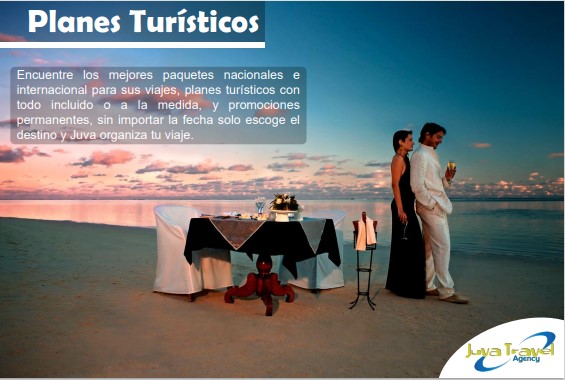 Planes Turísticos
Encuentre los mejores paquetes nacionales e
internacional para sus viajes, planes turísticos con
todo incluido o a la medida, y promociones
permanentes, sin importar la fecha solo escoge el
destino y Juva organiza tu viaje.
Juva Travel
Agency